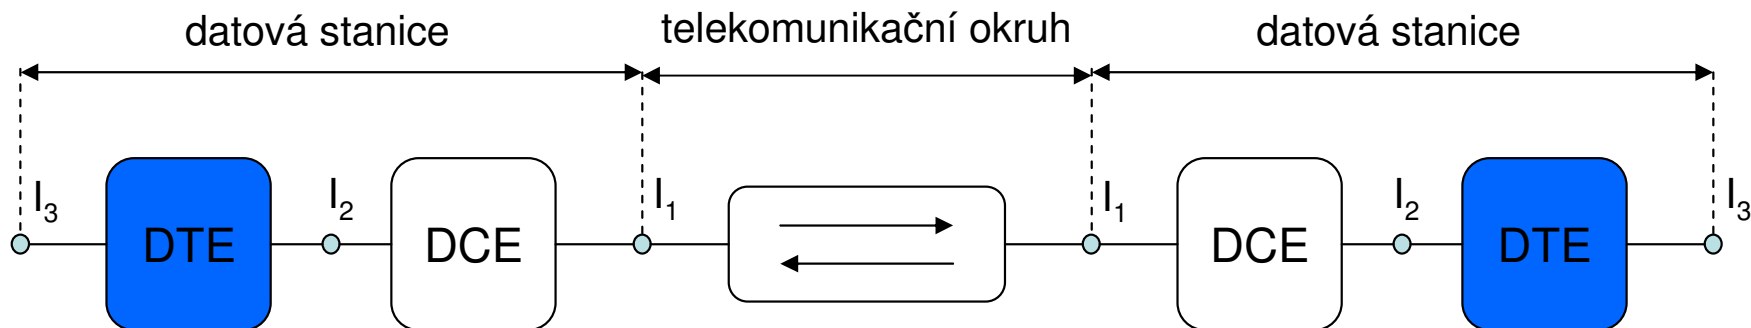 datová stanice
telekomunikační okruh
datová stanice
I3
DTE
I2
DCE
I1
I1
DCE
I2
DTE
I3